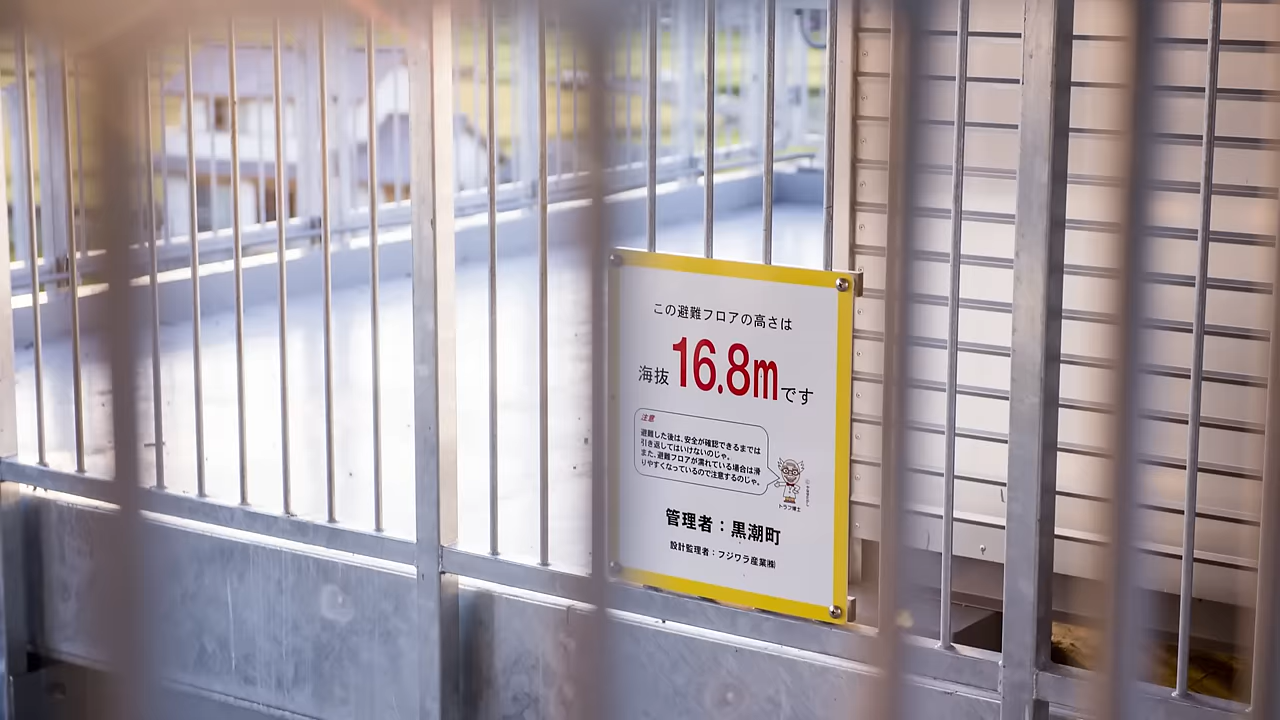 この避難フロアの高さは
海抜16.8mです
注意
避難した後は、安全が確認できるまでは
引き返してはいけないのじゃ。
また、避難フロアが濡れている場合は滑
りやすくなっているので注意するのじゃ。
トラフ博士
管理者：黒潮町
設計監理者：フジワラ産業㈱